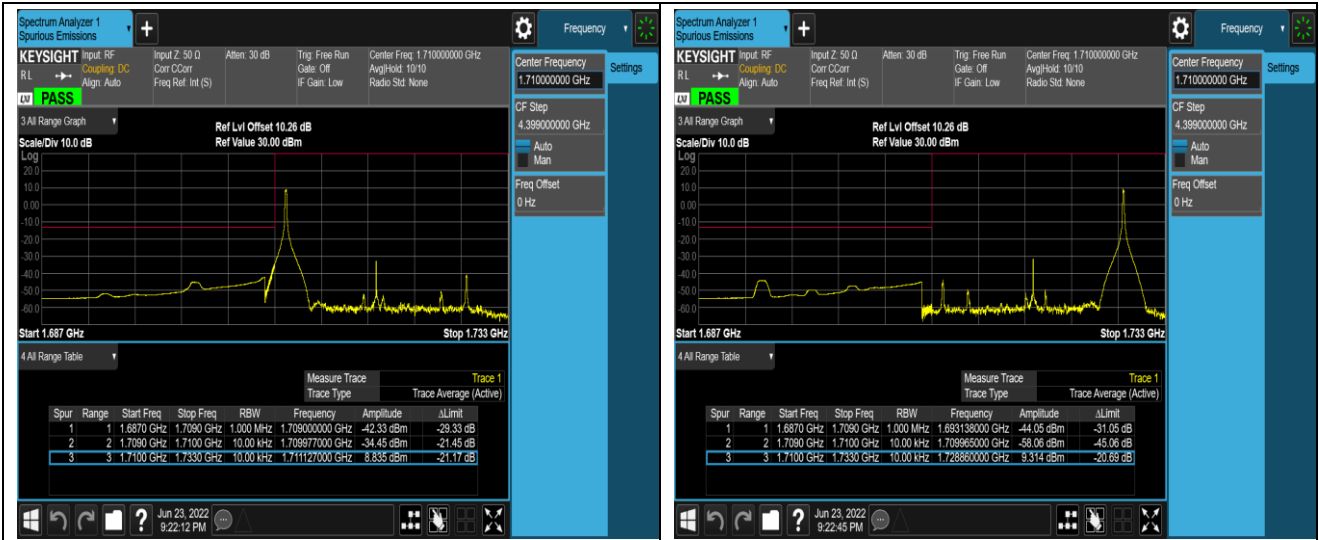 Spectrum Analyzer 1
Spurious Emissions
+
Frequency
KEYSIGHT Input: RF Input Z: 50 Ω Atten: 30 dB Trig: Free Run Center Freq: 1.710000000 GHz
RL Coupling: DC Corr CCorr Gate: Off Avg|Hold: 10/10
Align: Auto Freq Ref: Int (S) IF Gain: Low Radio Std: None
LXI PASS
Center Frequency
1.710000000 GHz
Settings
CF Step
4.399000000 GHz
Auto
Man
Freq Offset
0 Hz
3 All Range Graph
Ref Lvl Offset 10.26 dB
Scale/Div 10.0 dB Ref Value 30.00 dBm
Log
20.0
10.0
0.00
-10.0
-20.0
-30.0
-40.0
-50.0
-60.0
Start 1.687 GHz Stop 1.733 GHz
4 All Range Table
Measure Trace Trace 1
Trace Type Trace Average (Active)
Spur Range Start Freq Stop Freq RBW Frequency Amplitude ΔLimit
1 1 1.6870 GHz 1.7090 GHz 1.000 MHz 1.709000000 GHz -42.33 dBm -29.33 dB
2 2 1.7090 GHz 1.7100 GHz 10.00 kHz 1.709977000 GHz -34.45 dBm -21.45 dB
3 3 1.7100 GHz 1.7330 GHz 10.00 kHz 1.711127000 GHz 8.835 dBm -21.17 dB
? Jun 23, 2022
9:22:12 PM
Spectrum Analyzer 1
Spurious Emissions
+
Frequency
KEYSIGHT Input: RF Input Z: 50 Ω Atten: 30 dB Trig: Free Run Center Freq: 1.710000000 GHz
RL Coupling: DC Corr CCorr Gate: Off Avg|Hold: 10/10
Align: Auto Freq Ref: Int (S) IF Gain: Low Radio Std: None
LXI PASS
Center Frequency
1.710000000 GHz
Settings
CF Step
4.399000000 GHz
Auto
Man
Freq Offset
0 Hz
3 All Range Graph
Ref Lvl Offset 10.26 dB
Scale/Div 10.0 dB Ref Value 30.00 dBm
Log
20.0
10.0
0.00
-10.0
-20.0
-30.0
-40.0
-50.0
-60.0
Start 1.687 GHz Stop 1.733 GHz
4 All Range Table
Measure Trace Trace 1
Trace Type Trace Average (Active)
Spur Range Start Freq Stop Freq RBW Frequency Amplitude ΔLimit
1 1 1.6870 GHz 1.7090 GHz 1.000 MHz 1.693138000 GHz -44.05 dBm -31.05 dB
2 2 1.7090 GHz 1.7100 GHz 10.00 kHz 1.709965000 GHz -58.06 dBm -45.06 dB
3 3 1.7100 GHz 1.7330 GHz 10.00 kHz 1.728860000 GHz 9.314 dBm -20.69 dB
? Jun 23, 2022
9:22:45 PM